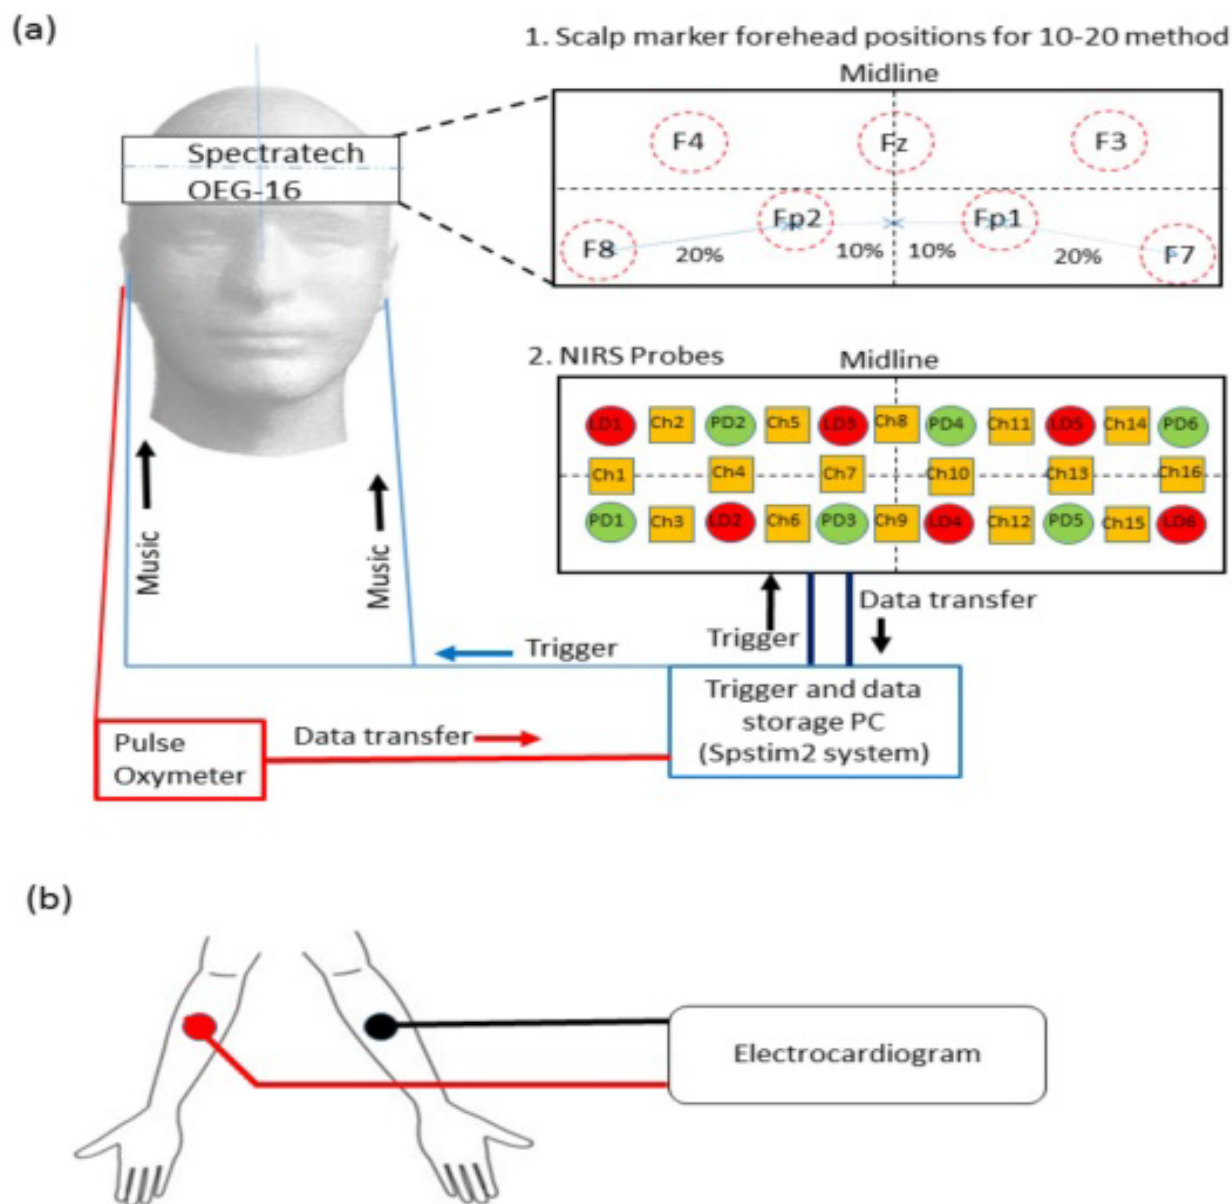 (a)
1. Scalp marker forehead positions for 10-20 method
Midline
Spectratech
OEG-16
F4 Fz F3
Fp2 Fp1
F8 20% 10% 10% 20% F7
2. NIRS Probes
Midline
LD1 Ch2 PD2 Ch5 LD3 Ch8 PD4 Ch11 LD5 Ch14 PD6
Ch1 Ch4 Ch7 Ch10 Ch13 Ch16
PD1 Ch3 LD2 Ch6 PD3 Ch9 LD4 Ch12 PD5 Ch15 LD6
Music
Music
Trigger
Trigger
Data transfer
Trigger and data
storage PC
(Spstim2 system)
Pulse
Oxymeter
Data transfer
(b)
Electrocardiogram